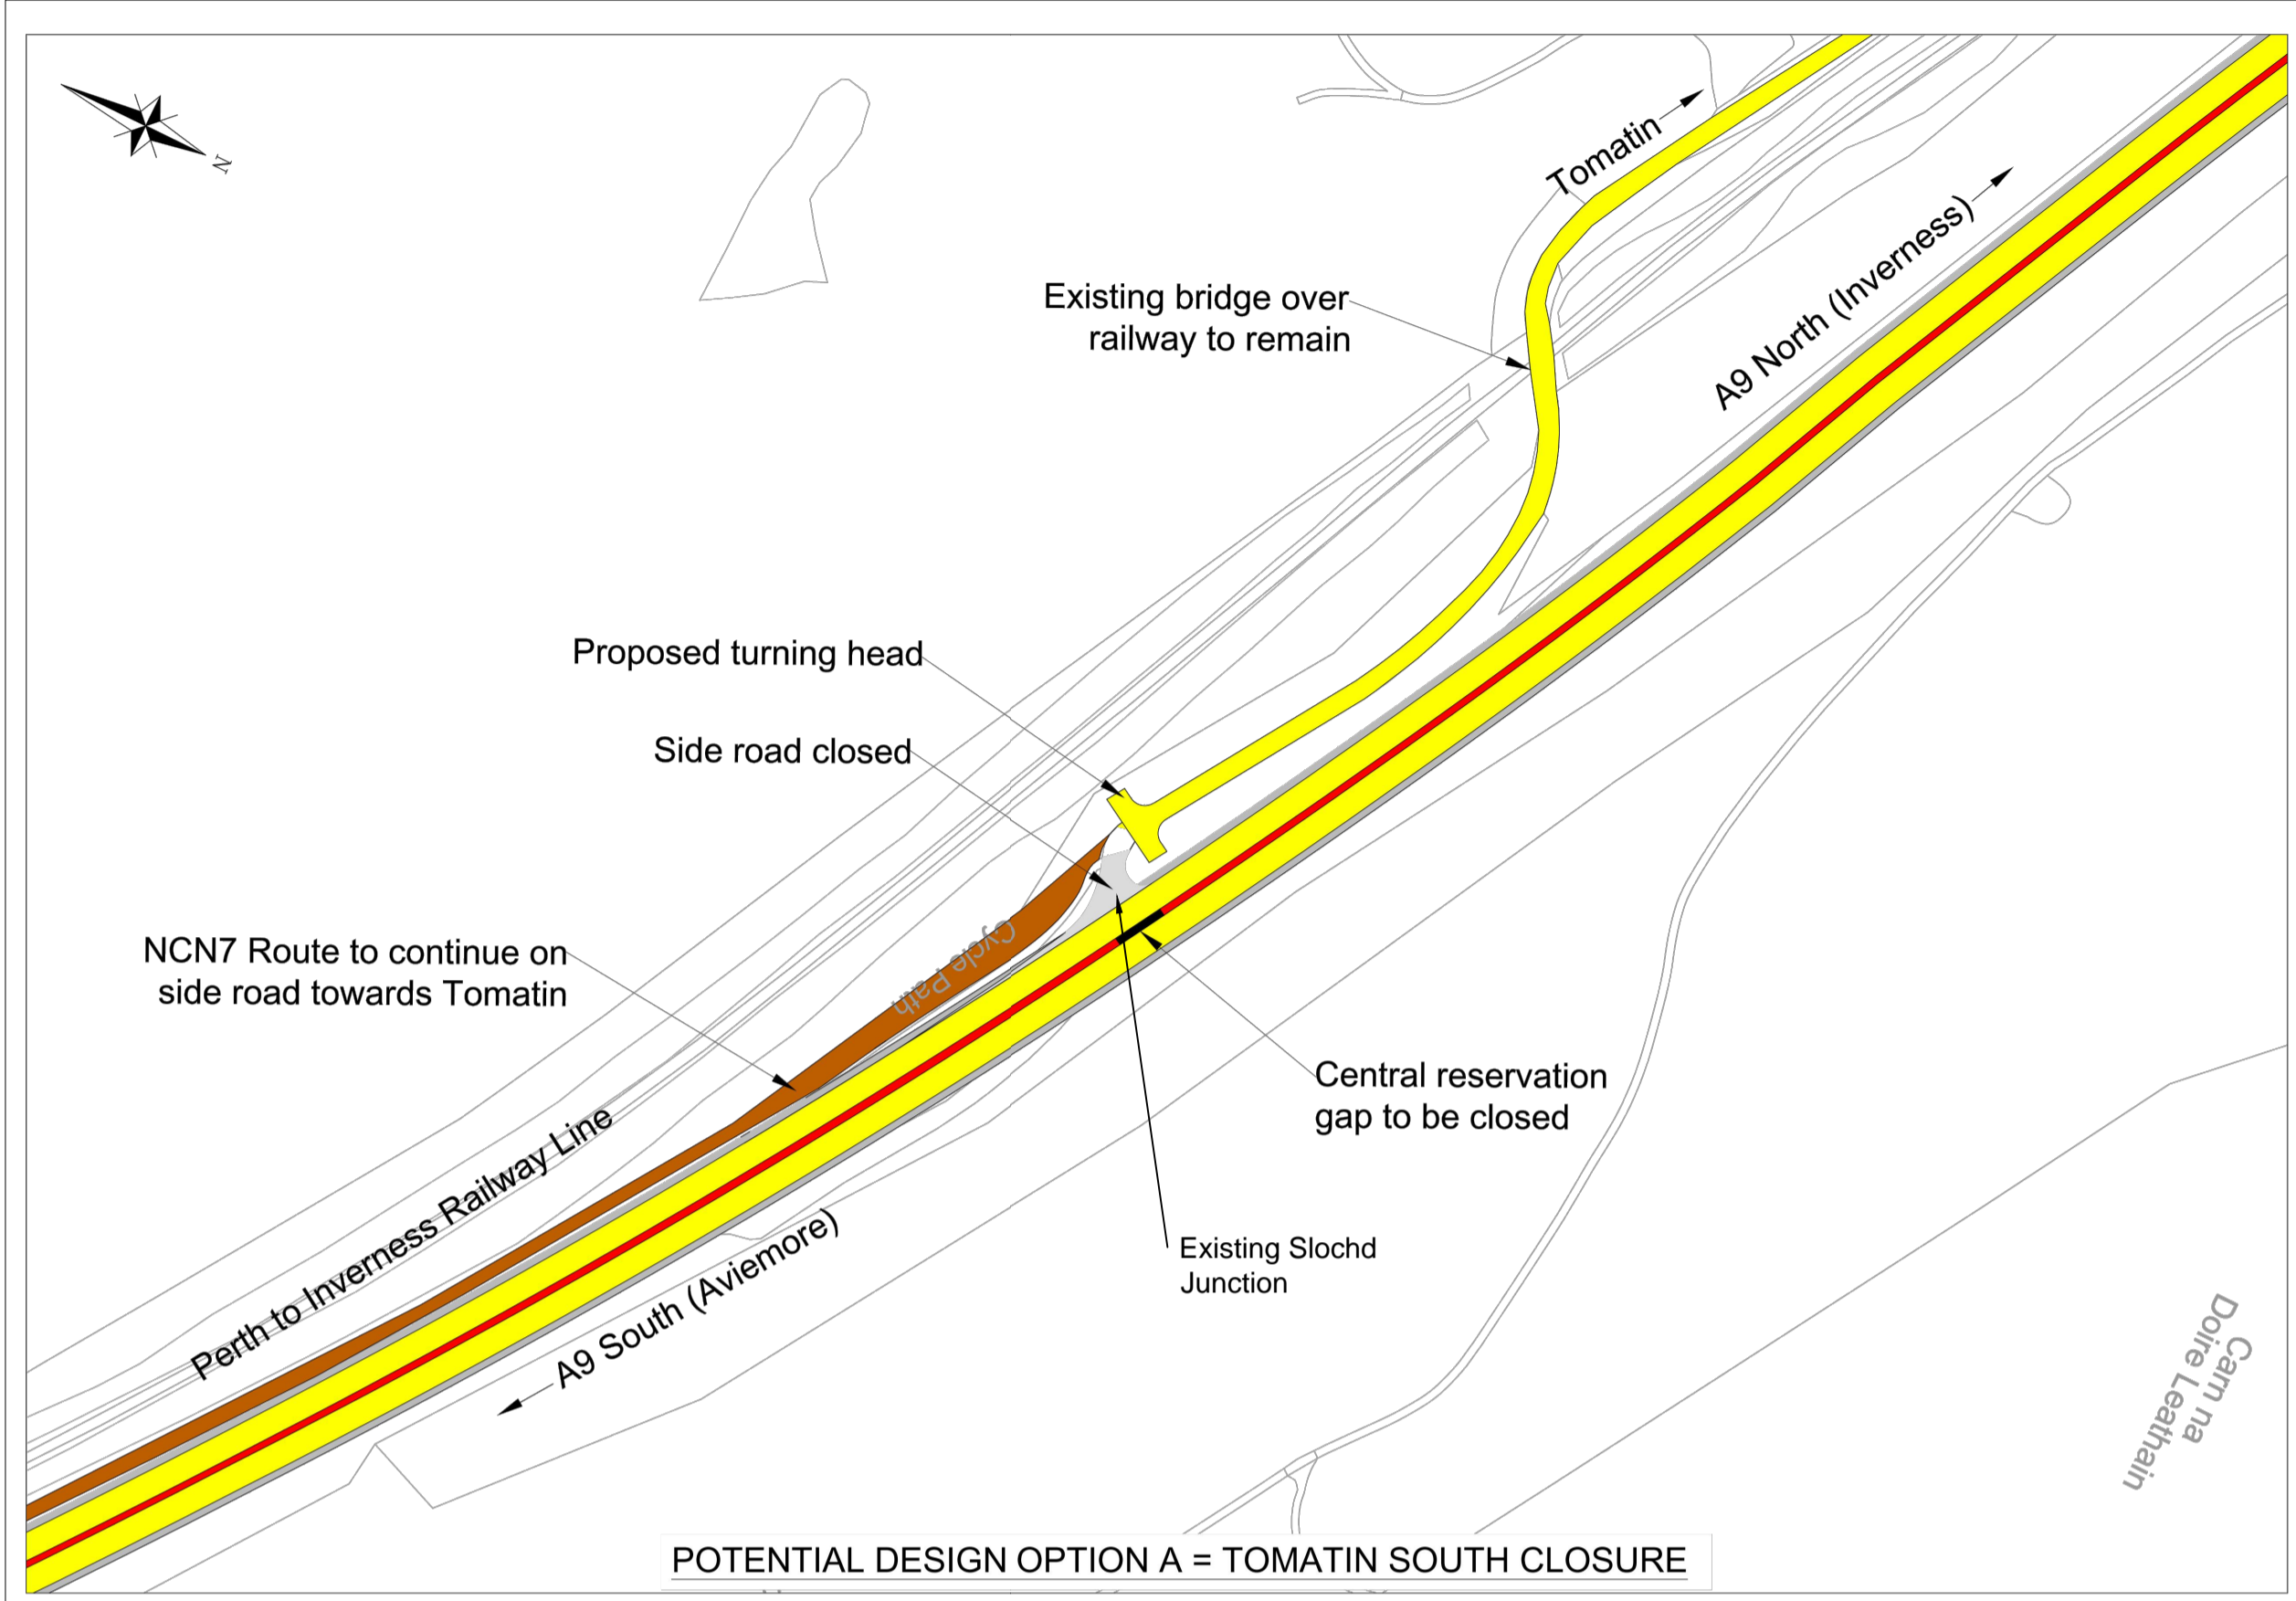 N
Tomatin
A9 North (Inverness)
Existing bridge over
railway to remain
Proposed turning head
Side road closed
Cycle Path
NCN7 Route to continue on
side road towards Tomatin
Central reservation
gap to be closed
Perth to Inverness Railway Line
A9 South (Aviemore)
Existing Slochd
Junction
Carn na
Doire Leathain
POTENTIAL DESIGN OPTION A = TOMATIN SOUTH CLOSURE